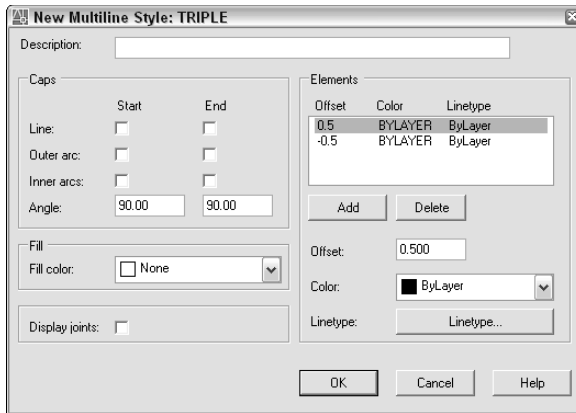 New Multiline Style: TRIPLE
Description:
Caps
Start End
Line:
Outer arc:
Inner arcs:
Angle: 90.00 90.00
Fill
Fill color: None
Display joints:
Elements
Offset Color Linetype
0.5 BYLAYER ByLayer
-0.5 BYLAYER ByLayer
Add Delete
Offset: 0.500
Color: ByLayer
Linetype: Linetype...
OK Cancel Help